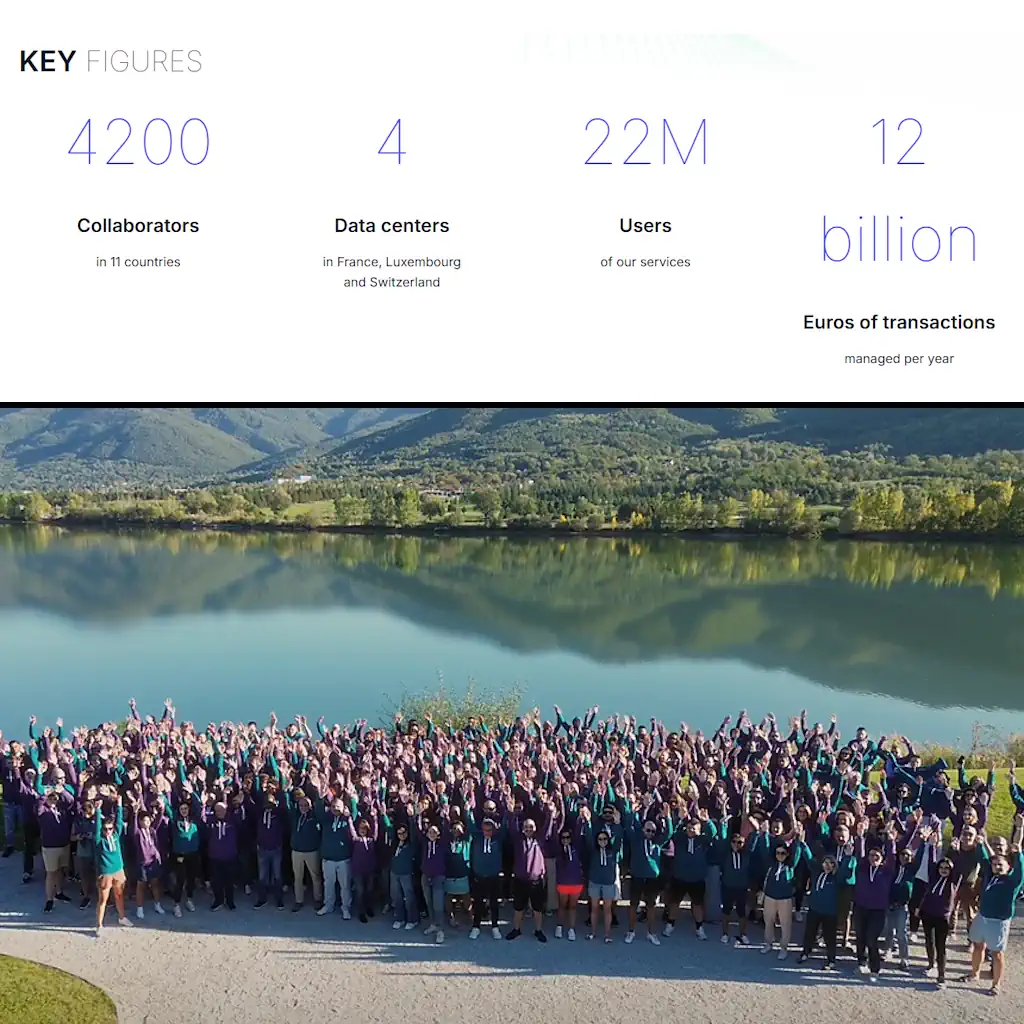 KEY FIGURES
4200
Collaborators
in 11 countries
4
Data centers
in France, Luxembourg
and Switzerland
22M
Users
of our services
12
billion
Euros of transactions
managed per year